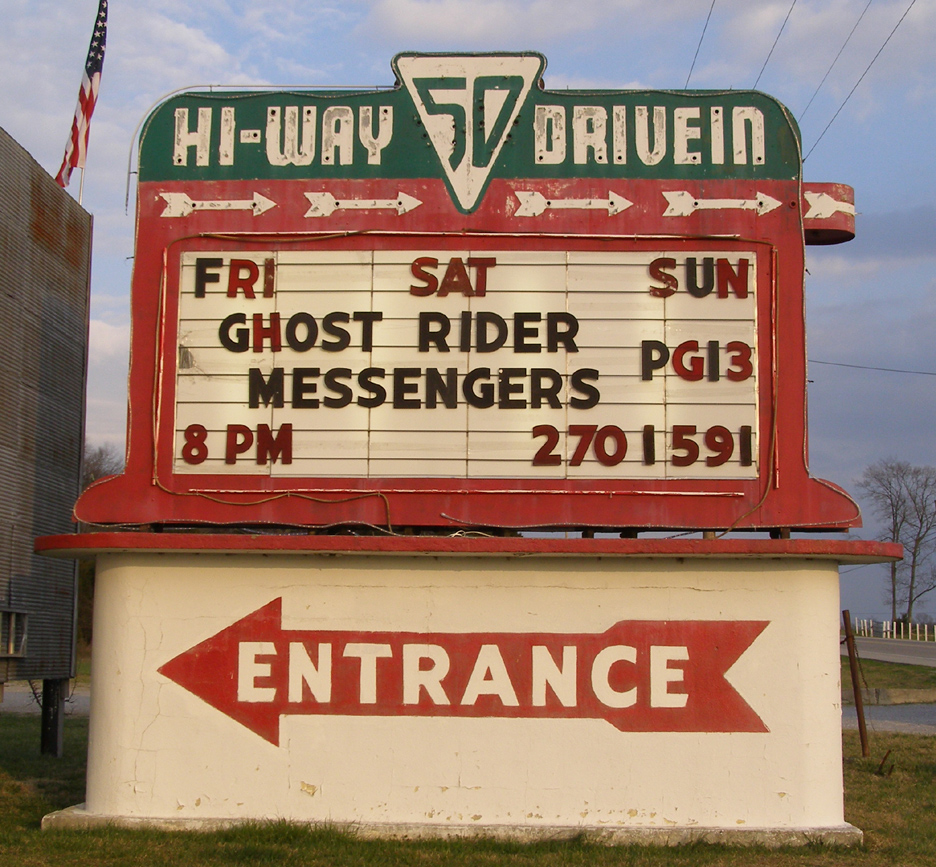 HI-WAY 50 DRIVEIN
FRI SAT SUN
GHOST RIDER
PG13
MESSENGERS
8 PM 270 1591
ENTRANCE